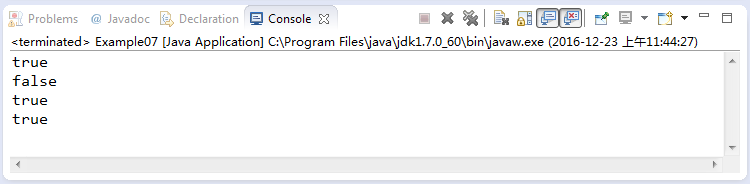 Problems @ Javadoc Declaration Console
<terminated> Example07 [Java Application] C:\Program Files\java\jdk1.7.0_60\bin\javaw.exe (2016-12-23 上午11:44:27)
true
false
true
true